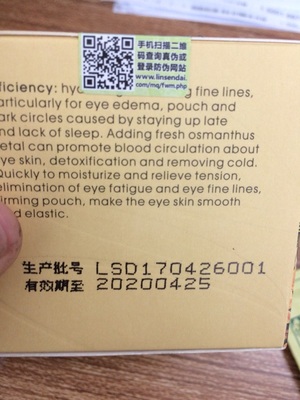 手机扫描二维
码查询真伪或
登录防伪网站
www.linsendai.
com/mq/fwm.php
ficiency:
g fine lines,
articularly for eye edema, pouch and
ark circles caused by staying up late
nd lack of sleep. Adding fresh osmanthus
etal can promote blood circulation about
ye skin, detoxification and removing cold.
Quickly to moisturize and relieve tension,
elimination of eye fatigue and eye fine lines,
irming pouch, make the eye skin smooth
nd elastic.
生产批号 LSD170426001
有效期至 20200425